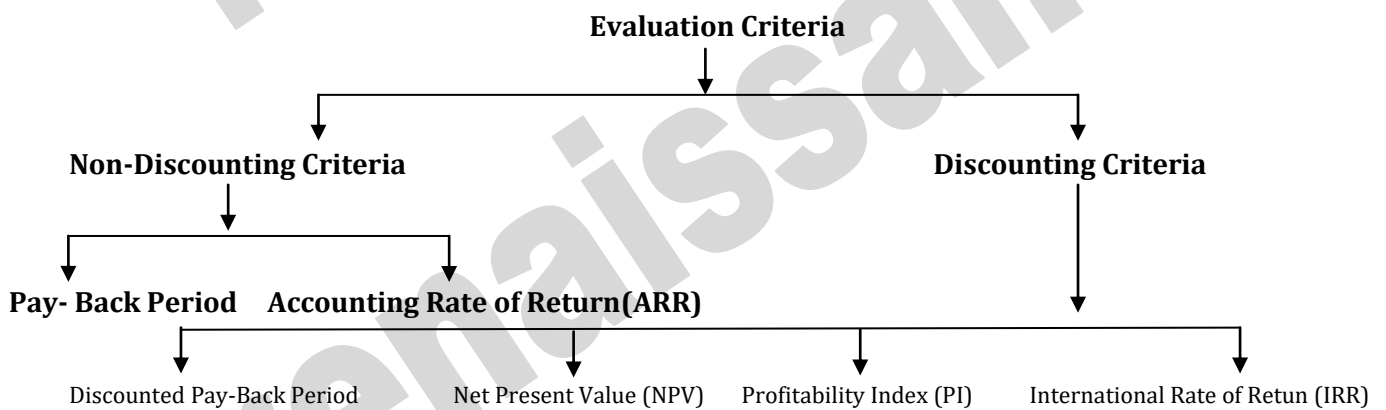 Evaluation Criteria
Non-Discounting Criteria Discounting Criteria
Pay- Back Period Accounting Rate of Return(ARR)
Discounted Pay-Back Period Net Present Value (NPV) Profitability Index (PI) International Rate of Retun (IRR)